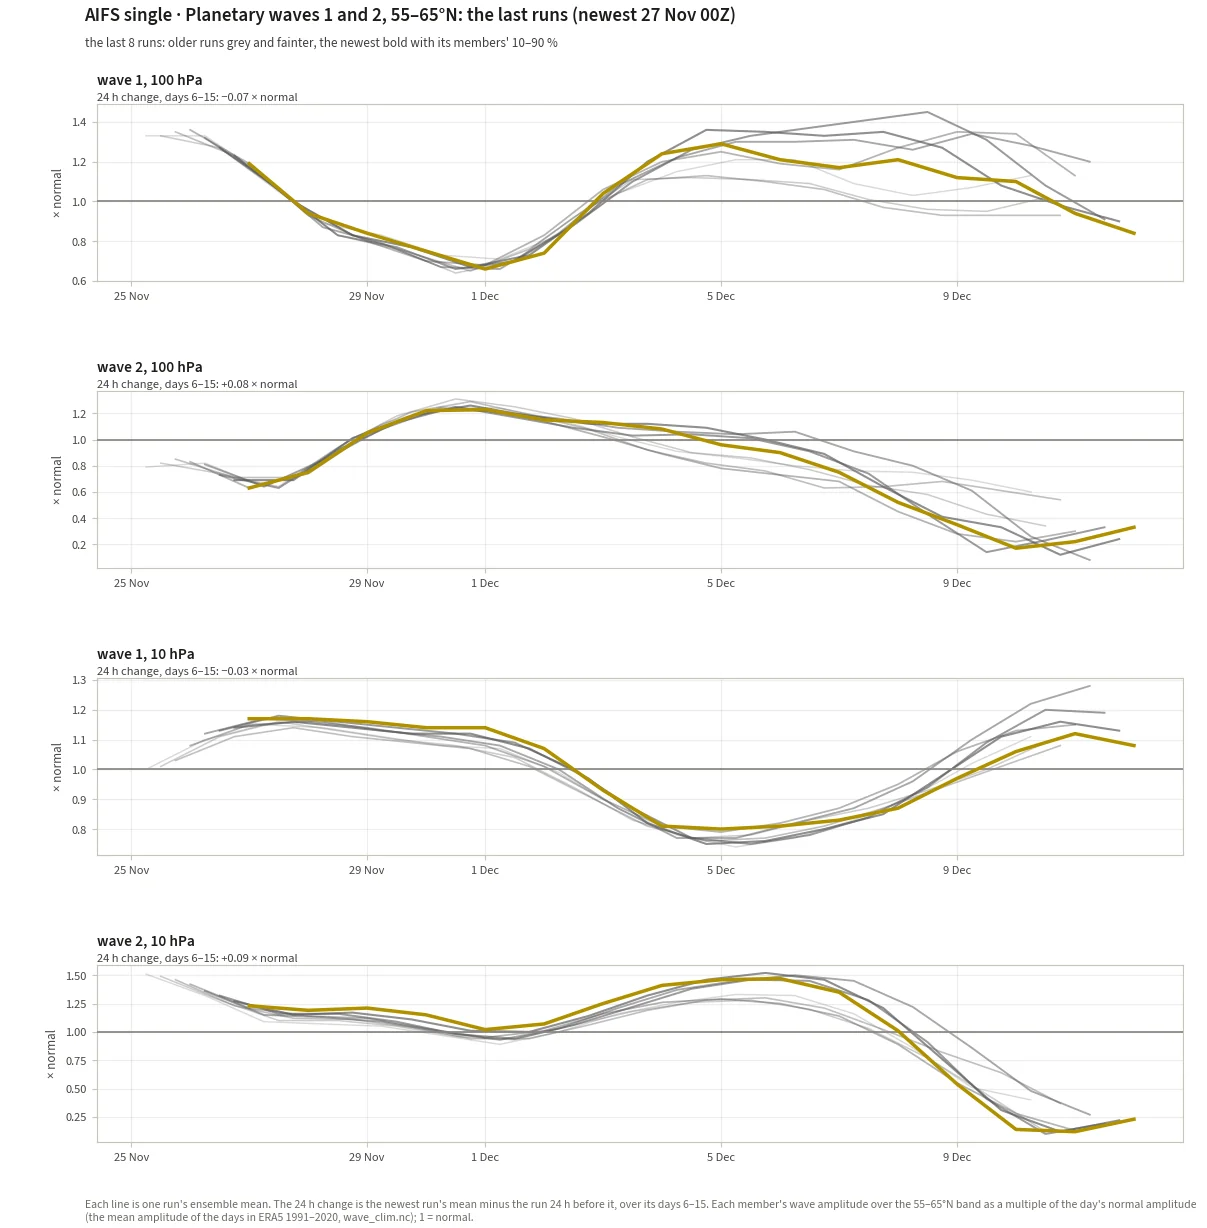 AIFS single · Planetary waves 1 and 2, 55–65°N: the last runs (newest 27 Nov 00Z)
the last 8 runs: older runs grey and fainter, the newest bold with its members' 10–90 %
wave 1, 100 hPa
24 h change, days 6–15: −0.07 × normal
× normal
1.4
1.2
1.0
0.8
0.6
25 Nov 29 Nov 1 Dec 5 Dec 9 Dec
wave 2, 100 hPa
24 h change, days 6–15: +0.08 × normal
× normal
1.2
1.0
0.8
0.6
0.4
0.2
25 Nov 29 Nov 1 Dec 5 Dec 9 Dec
wave 1, 10 hPa
24 h change, days 6–15: −0.03 × normal
× normal
1.3
1.2
1.1
1.0
0.9
0.8
25 Nov 29 Nov 1 Dec 5 Dec 9 Dec
wave 2, 10 hPa
24 h change, days 6–15: +0.09 × normal
× normal
1.50
1.25
1.00
0.75
0.50
0.25
25 Nov 29 Nov 1 Dec 5 Dec 9 Dec
Each line is one run's ensemble mean. The 24 h change is the newest run's mean minus the run 24 h before it, over its days 6–15. Each member's wave amplitude over the 55–65°N band as a multiple of the day's normal amplitude
(the mean amplitude of the days in ERA5 1991–2020, wave_clim.nc); 1 = normal.